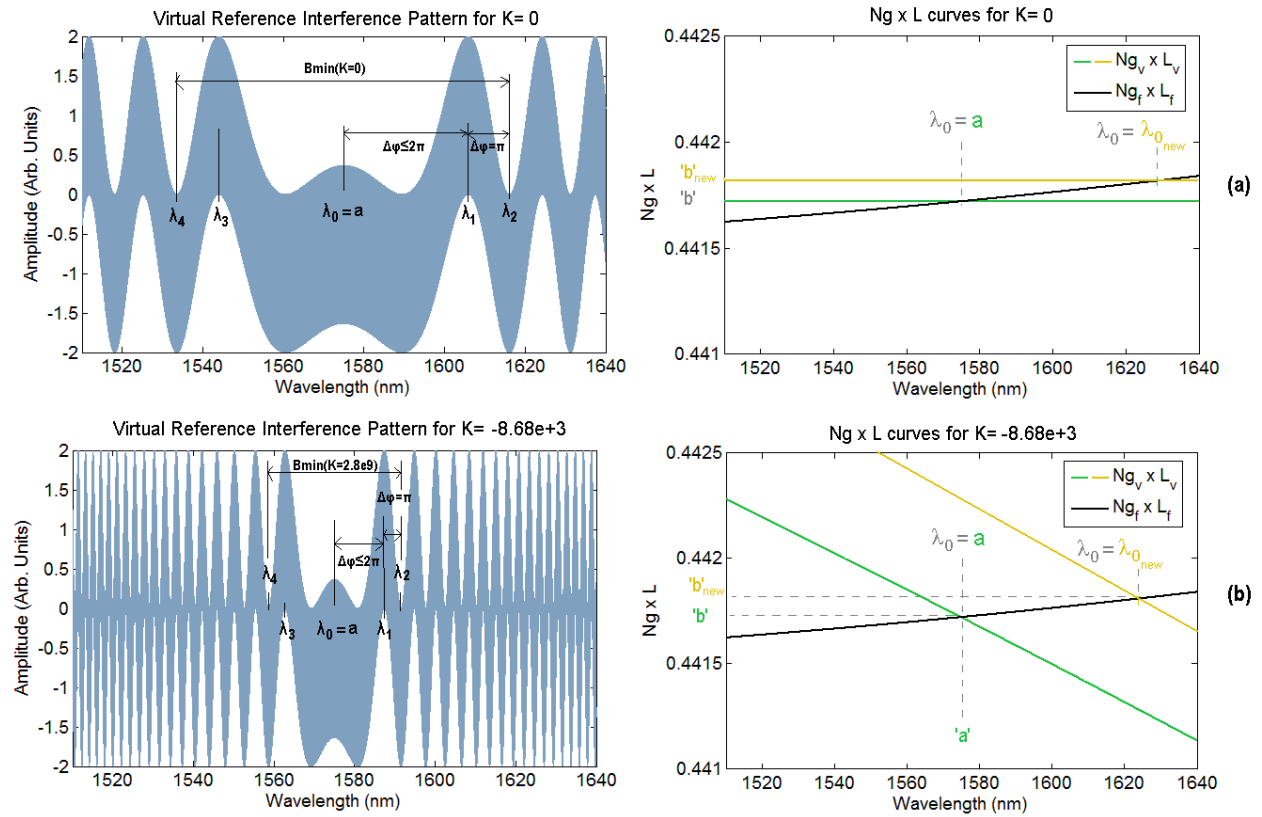 Virtual Reference Interference Pattern for K= 0
Amplitude (Arb. Units)
2
1.5
1
0.5
0
-0.5
-1
-1.5
-2
Bmin(K=0)
Δφ≤2π
Δφ=π
λ4
λ3
λ0 = a
λ1
λ2
1520 1540 1560 1580 1600 1620 1640
Wavelength (nm)
Ng x L curves for K= 0
Ng x L
0.4425
0.442
0.4415
0.441
'b'new
'b'
Ngv x Lv
Ngf x Lf
λ0 = a
λ0 = λ0new
1520 1540 1560 1580 1600 1620 1640
Wavelength (nm)
(a)
Virtual Reference Interference Pattern for K= -8.68e+3
Amplitude (Arb. Units)
2
1.5
1
0.5
0
-0.5
-1
-1.5
-2
Bmin(K=2.8e9)
Δφ=π
Δφ≤2π
λ4
λ2
λ3
λ0 = a
λ1
1520 1540 1560 1580 1600 1620 1640
Wavelength (nm)
Ng x L curves for K= -8.68e+3
Ng x L
0.4425
0.442
0.4415
0.441
'b'new
'b'
Ngv x Lv
Ngf x Lf
λ0 = a
λ0 = λ0new
'a'
1520 1540 1560 1580 1600 1620 1640
Wavelength (nm)
(b)